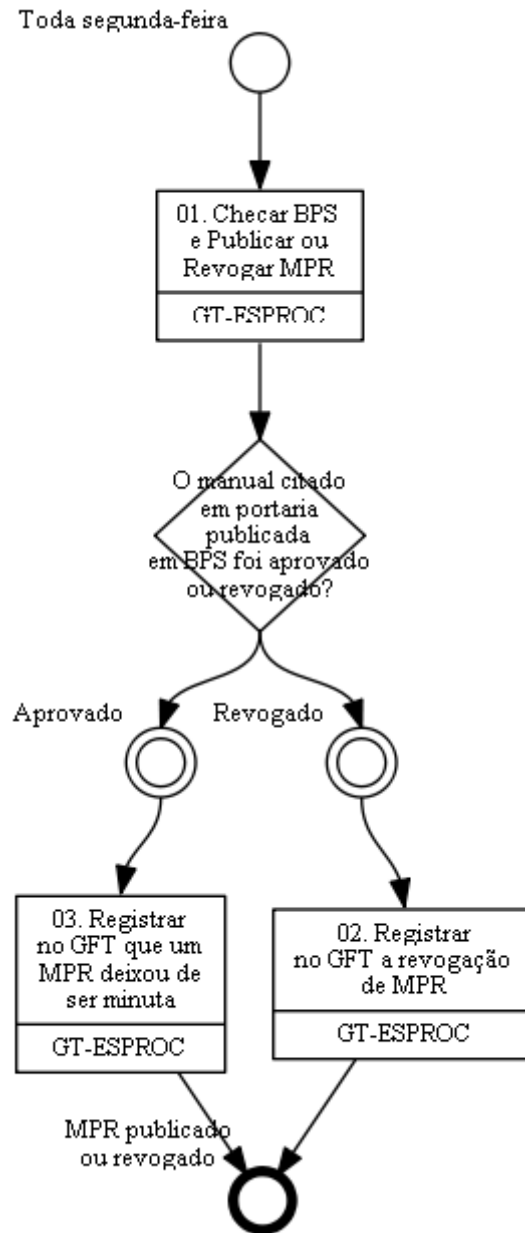 Toda segunda-feira
01. Checar BPS
e Publicar ou
Revogar MPR
GT-ESPROC
O manual citado
em portaria
publicada
em BPS foi aprovado
ou revogado?
Aprovado
Revogado
03. Registrar
no GFT que um
MPR deixou de
ser minuta
GT-ESPROC
02. Registrar
no GFT a revogação
de MPR
GT-ESPROC
MPR publicado
ou revogado